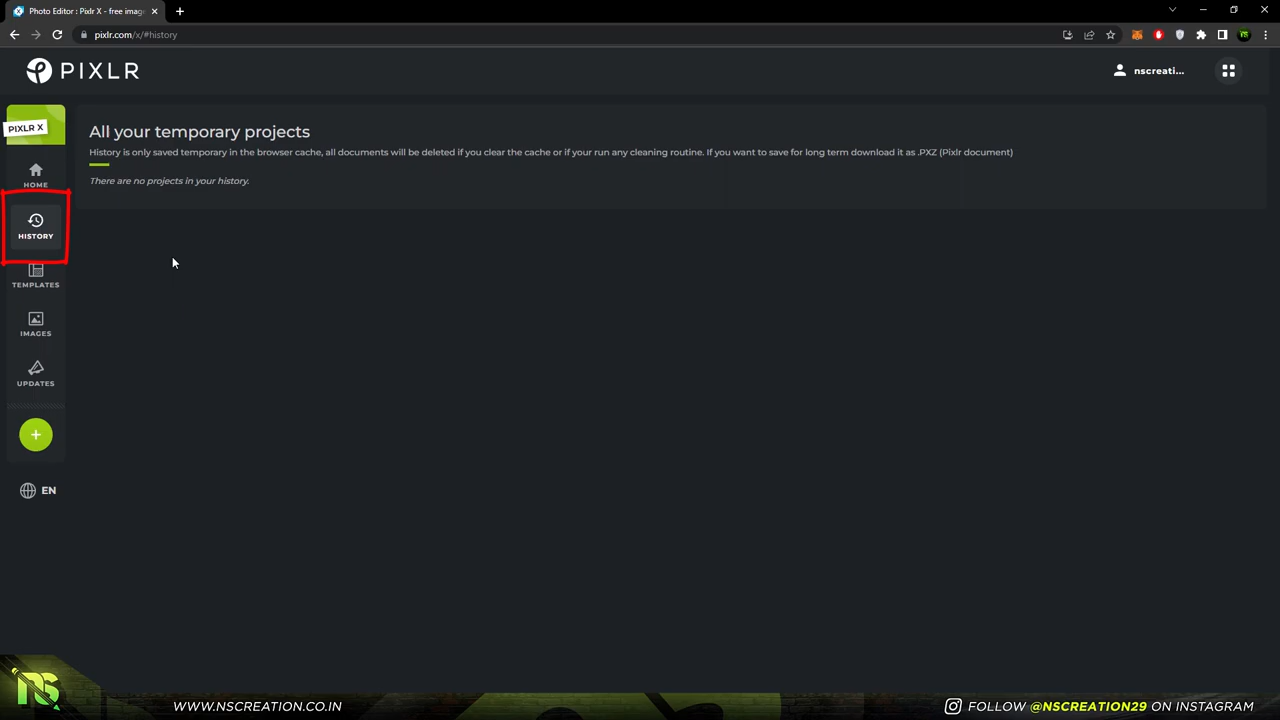 Photo Editor : Pixlr X - free imag
pixlr.com/x/#history
PIXLR
nscreati...
PIXLR X
All your temporary projects
History is only saved temporary in the browser cache, all documents will be deleted if you clear the cache or if your run any cleaning routine. If you want to save for long term download it as .PXZ (Pixlr document)
There are no projects in your history.
HOME
HISTORY
TEMPLATES
IMAGES
UPDATES
EN
NS
WWW.NSCREATION.CO.IN
FOLLOW @NSCREATION29 ON INSTAGRAM